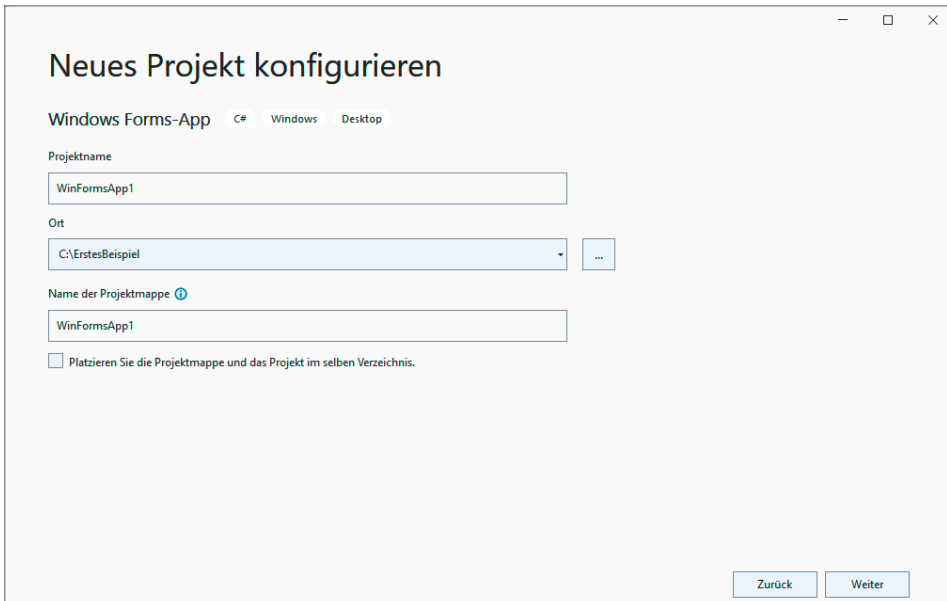 Neues Projekt konfigurieren
Windows Forms-App C# Windows Desktop
Projektname
WinFormsApp1
Ort
C:\ErstesBeispiel
...
Name der Projektmappe
WinFormsApp1
Platzieren Sie die Projektmappe und das Projekt im selben Verzeichnis.
Zurück Weiter